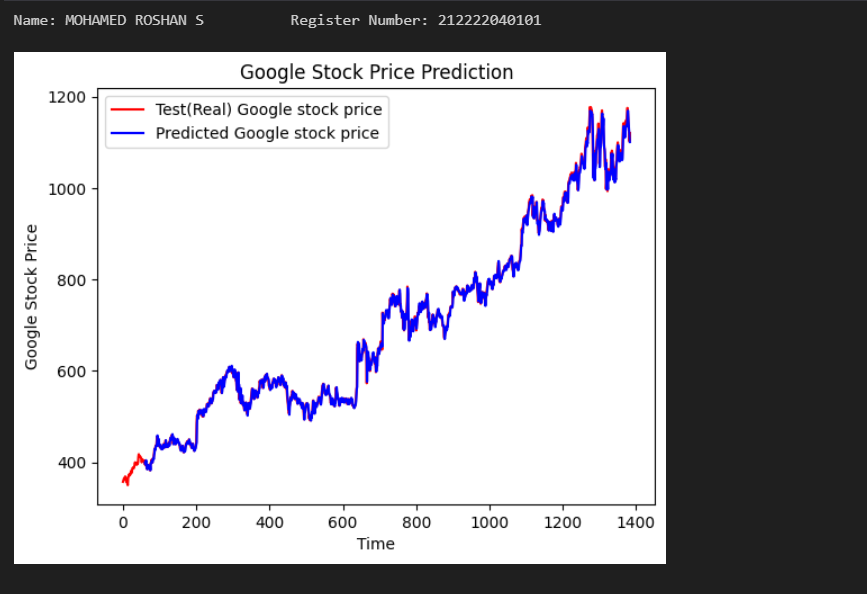 Name: MOHAMED ROSHAN S Register Number: 212222040101
Google Stock Price Prediction
Test(Real) Google stock price
Predicted Google stock price
Google Stock Price
1200
1000
800
600
400
0 200 400 600 800 1000 1200 1400
Time